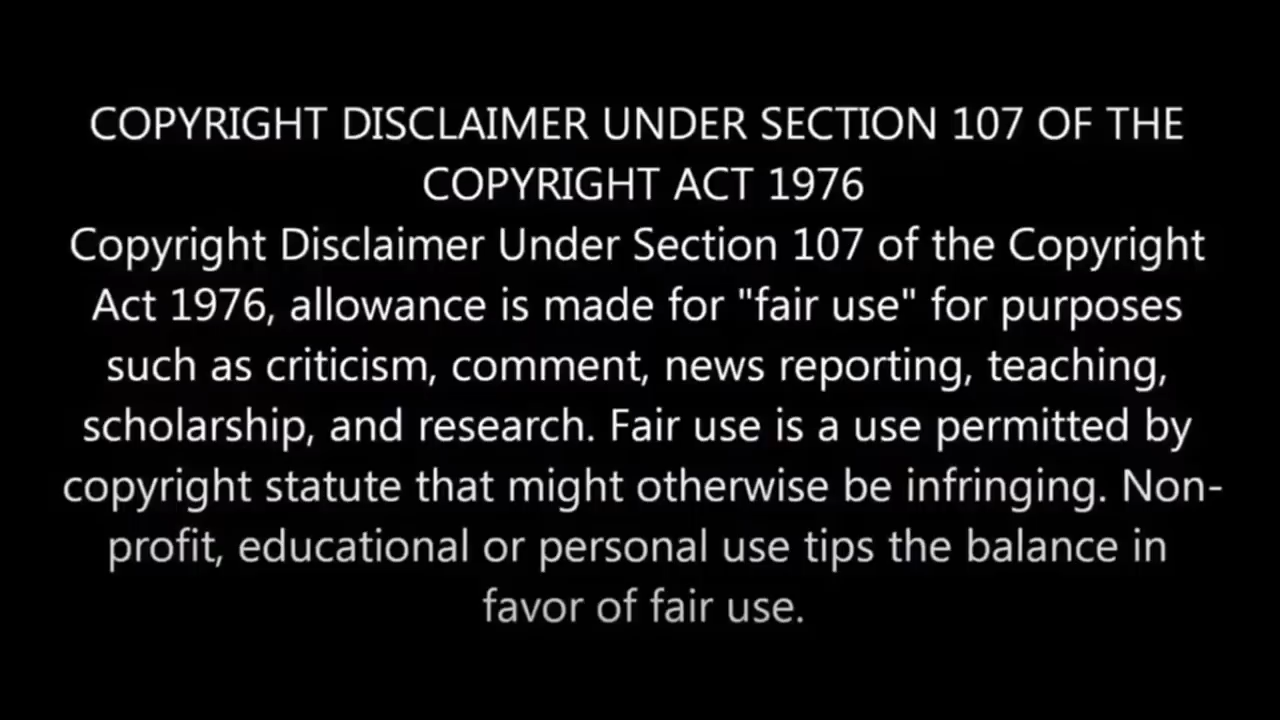 COPYRIGHT DISCLAIMER UNDER SECTION 107 OF THE
COPYRIGHT ACT 1976
Copyright Disclaimer Under Section 107 of the Copyright
Act 1976, allowance is made for "fair use" for purposes
such as criticism, comment, news reporting, teaching,
scholarship, and research. Fair use is a use permitted by
copyright statute that might otherwise be infringing. Non-
profit, educational or personal use tips the balance in
favor of fair use.